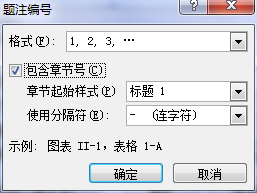 题注编号
格式(F): 1, 2, 3, …
包含章节号(C)
章节起始样式(P) 标题 1
使用分隔符(E): - (连字符)
示例: 图表 II-1, 表格 1-A
确定 取消